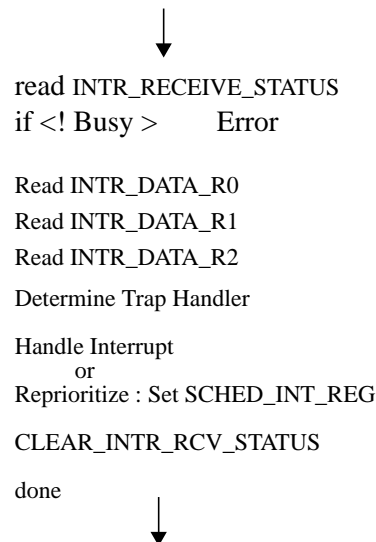 read INTR_RECEIVE_STATUS
if <! Busy > Error
Read INTR_DATA_R0
Read INTR_DATA_R1
Read INTR_DATA_R2
Determine Trap Handler
Handle Interrupt
or
Reprioritize : Set SCHED_INT_REG
CLEAR_INTR_RCV_STATUS
done